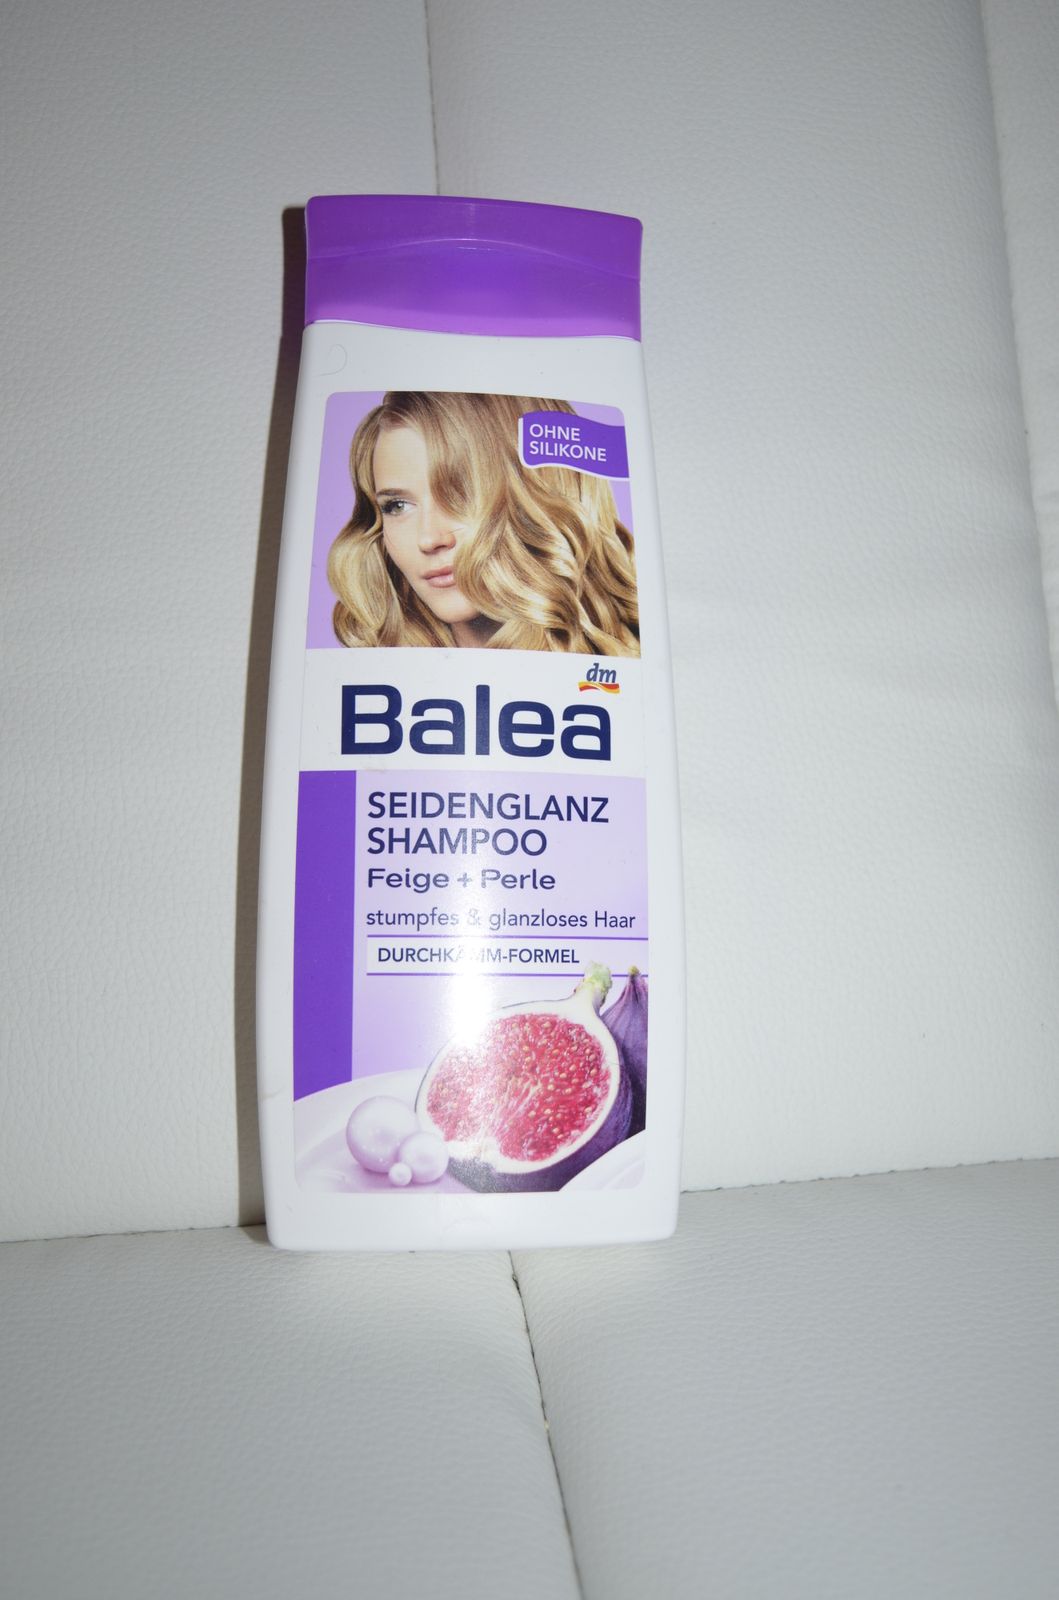 OHNE
SILIKONE
dm
Balea
SEIDENGLANZ
SHAMPOO
Feige + Perle
stumpfes & glanzloses Haar
DURCHKÄMM-FORMEL